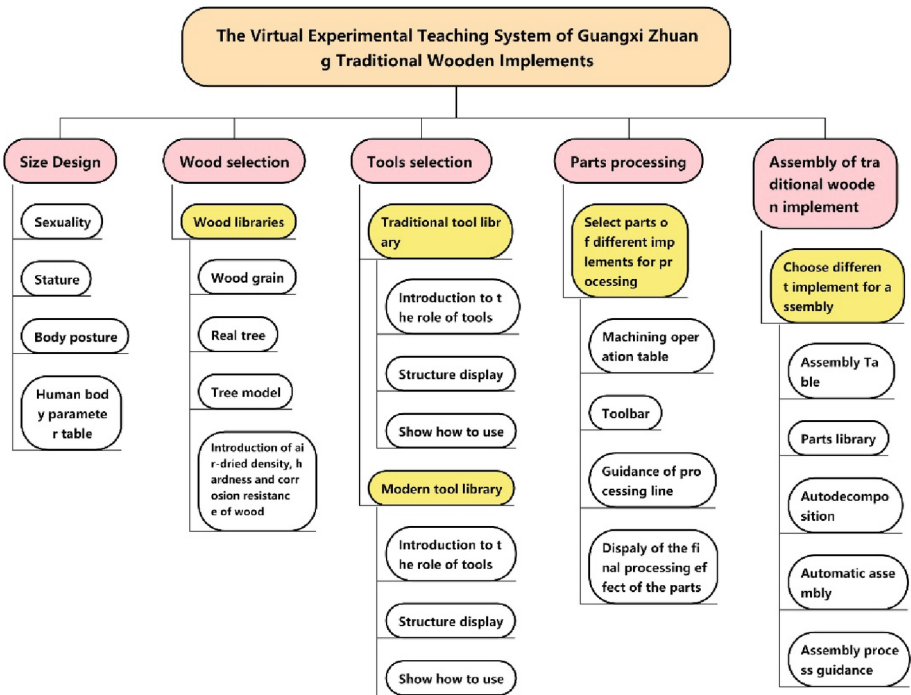 The Virtual Experimental Teaching System of Guangxi Zhuan
g Traditional Wooden Implements
Size Design
Sexuality
Stature
Body posture
Human bod
y paramete
r table
Wood selection
Wood libraries
Wood grain
Real tree
Tree model
Introduction of ai
r-dried density, h
ardness and corr
osion resistanc
e of wood
Tools selection
Traditional tool libr
ary
Introduction to t
he role of tools
Structure display
Show how to use
Modern tool library
Introduction to t
he role of tools
Structure display
Show how to use
Parts processing
Select parts o
f different imp
lements for pr
ocessing
Machining oper
ation table
Toolbar
Guidance of pro
cessing line
Dispaly of the fi
nal processing ef
fect of the parts
Assembly of tra
ditional woode
n implement
Choose differen
t implement for a
ssembly
Assembly Ta
ble
Parts library
Autodecompo
sition
Automatic asse
mbly
Assembly proce
ss guidance